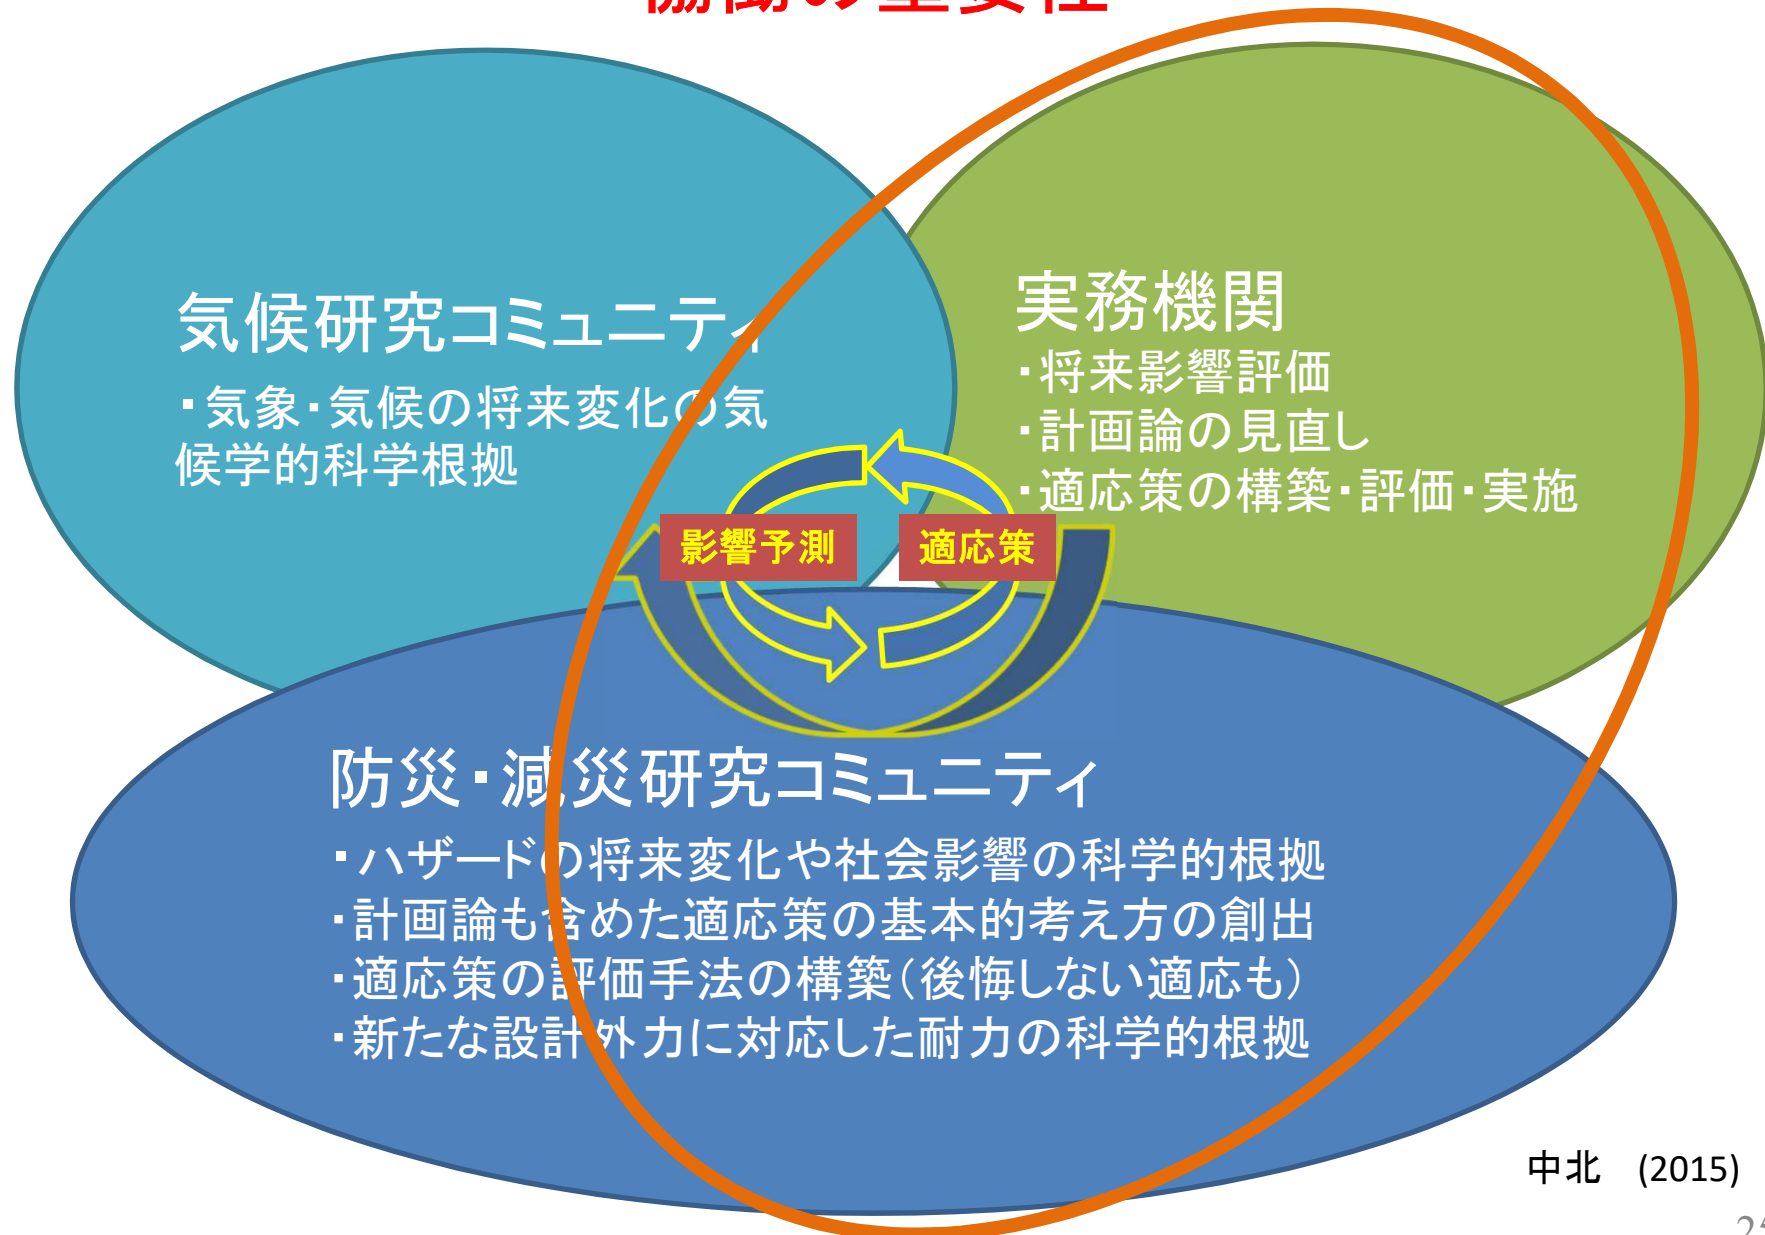 協働の重要性
気候研究コミュニティ
・気象・気候の将来変化の気
候学的科学根拠
実務機関
・将来影響評価
・計画論の見直し
・適応策の構築・評価・実施
影響予測
適応策
防災・減災研究コミュニティ
・ハザードの将来変化や社会影響の科学的根拠
・計画論も含めた適応策の基本的考え方の創出
・適応策の評価手法の構築（後悔しない適応も）
・新たな設計外力に対応した耐力の科学的根拠
中北　(2015)